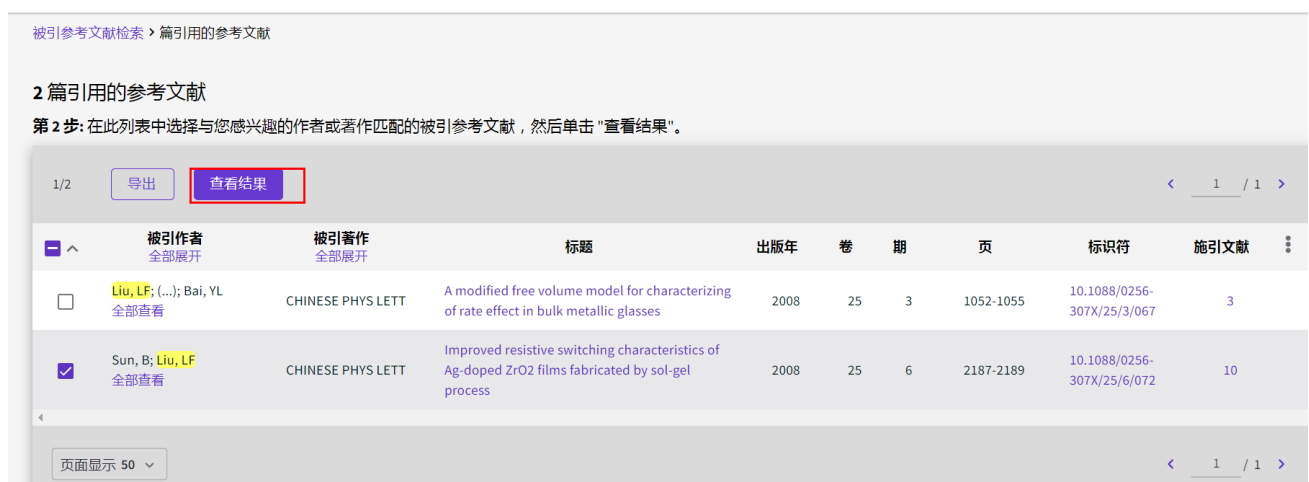 被引参考文献检索 > 篇引用的参考文献
2 篇引用的参考文献
第 2 步: 在此列表中选择与您感兴趣的作者或著作匹配的被引参考文献，然后单击 "查看结果"。
1/2 导出 查看结果 < 1 / 1 >
被引作者 被引著作 标题 出版年 卷 期 页 标识符 施引文献
全部展开 全部展开
Liu, LF; (...); Bai, YL CHINESE PHYS LETT A modified free volume model for characterizing 2008 25 3 1052-1055 10.1088/0256- 3
全部查看 of rate effect in bulk metallic glasses 307X/25/3/067
Improved resistive switching characteristics of
Sun, B; Liu, LF CHINESE PHYS LETT Ag-doped ZrO2 films fabricated by sol-gel 2008 25 6 2187-2189 10.1088/0256- 10
全部查看 process 307X/25/6/072
页面显示 50 < 1 / 1 >